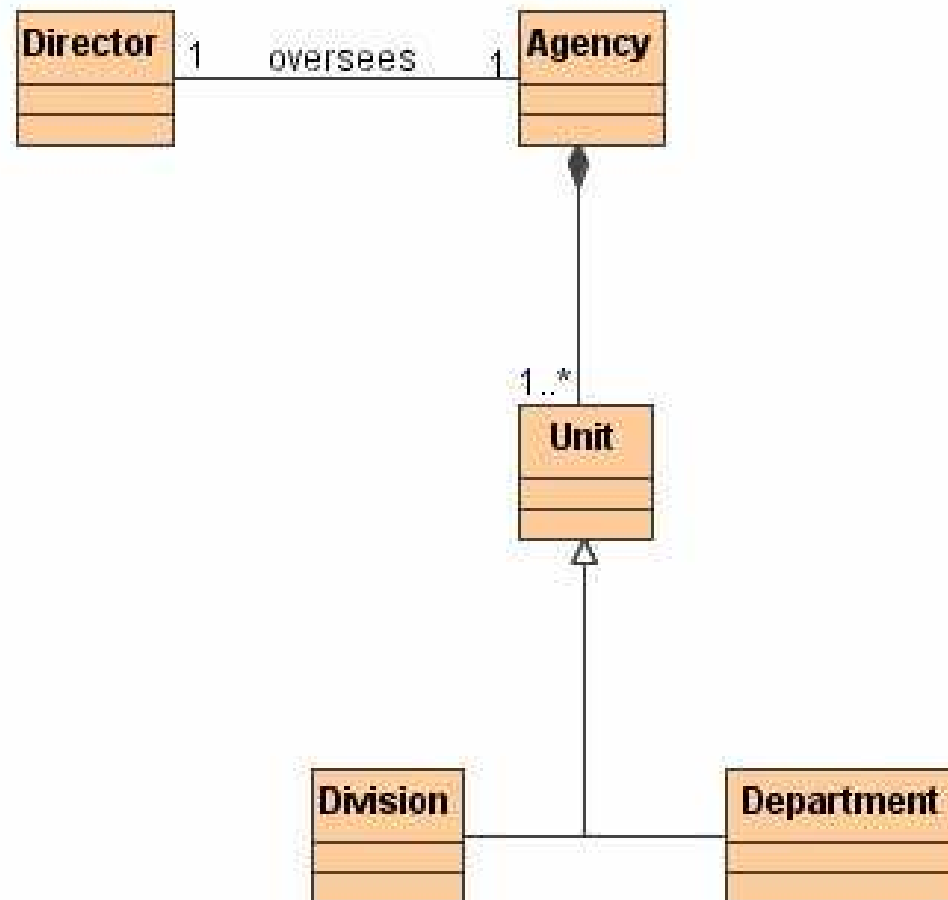 Director
1
oversees
1
Agency
1..*
Unit
Division
Department